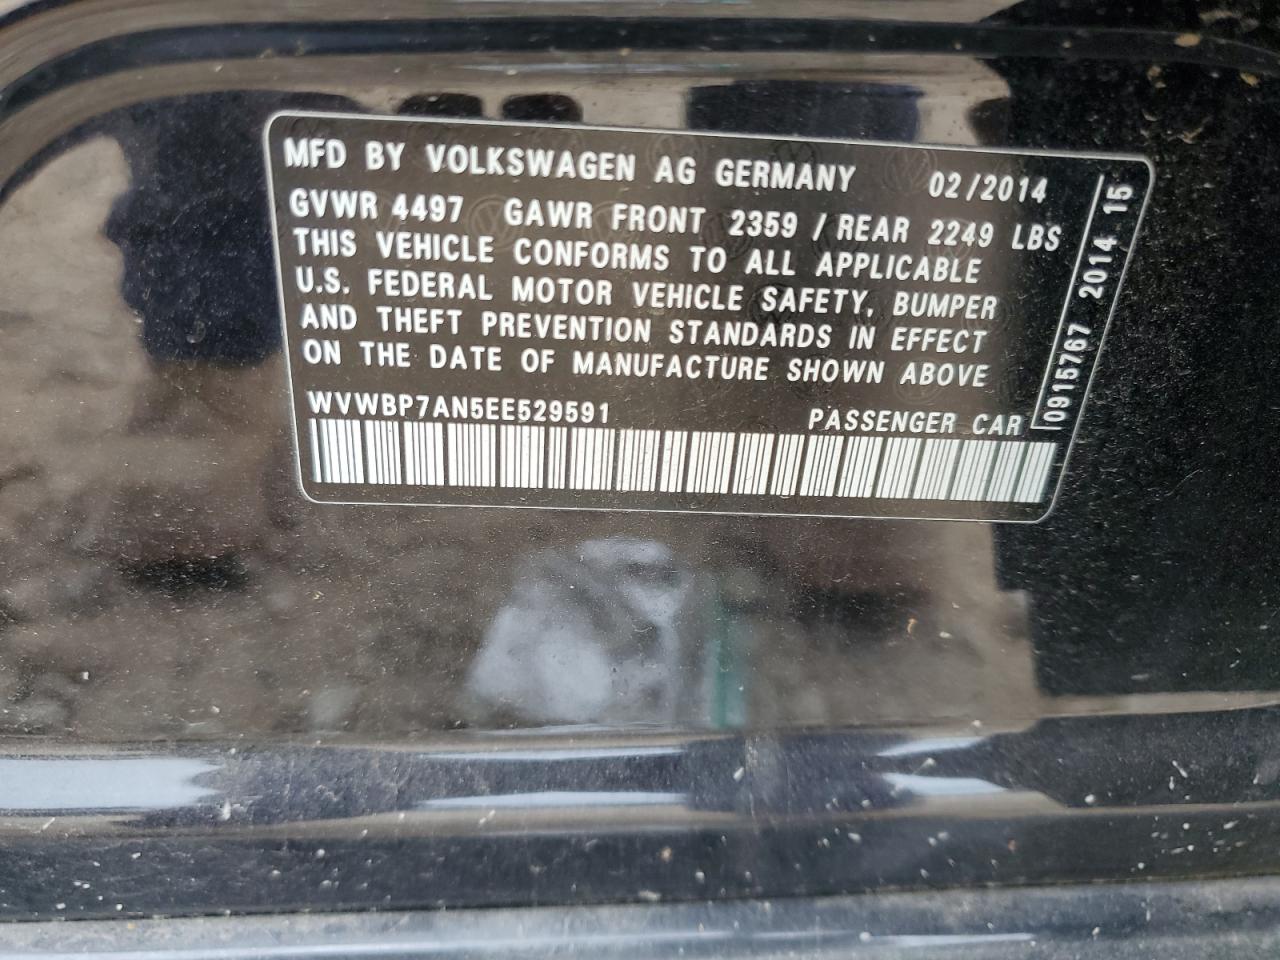 MFD BY VOLKSWAGEN AG GERMANY 02/2014
GVWR 4497 GAWR FRONT 2359 / REAR 2249 LBS
THIS VEHICLE CONFORMS TO ALL APPLICABLE
U.S. FEDERAL MOTOR VEHICLE SAFETY, BUMPER
AND THEFT PREVENTION STANDARDS IN EFFECT
ON THE DATE OF MANUFACTURE SHOWN ABOVE
WVWBP7AN5EE529591 PASSENGER CAR
0915767 2014 15